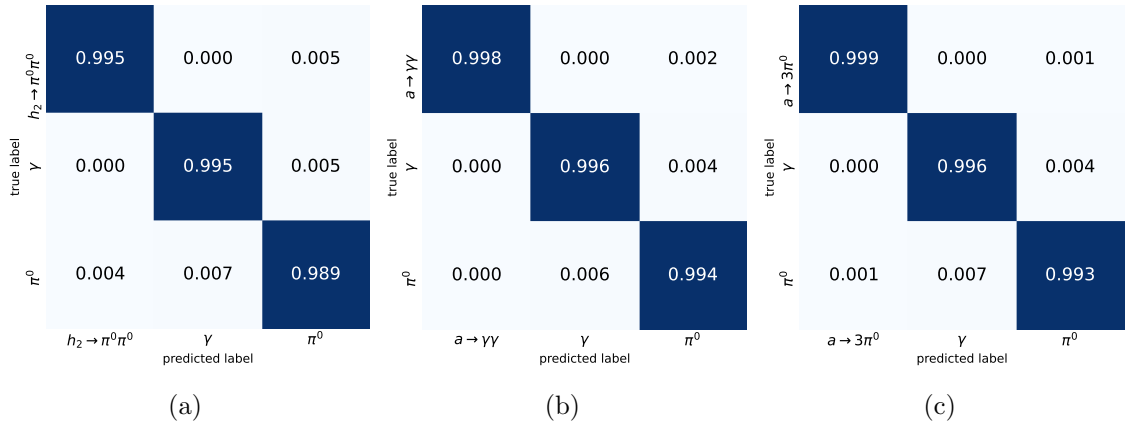 h₂ → π⁰π⁰
γ
π⁰
true label
0.995 0.000 0.005
0.000 0.995 0.005
0.004 0.007 0.989
h₂ → π⁰π⁰ γ π⁰
predicted label
(a)
a → γγ
γ
π⁰
true label
0.998 0.000 0.002
0.000 0.996 0.004
0.000 0.006 0.994
a → γγ γ π⁰
predicted label
(b)
a → 3π⁰
γ
π⁰
true label
0.999 0.000 0.001
0.000 0.996 0.004
0.001 0.007 0.993
a → 3π⁰ γ π⁰
predicted label
(c)